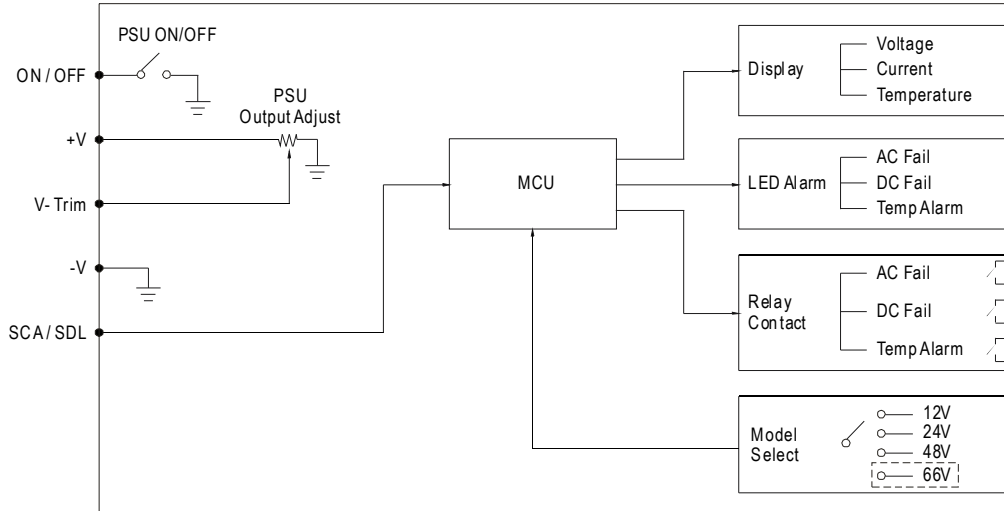 PSU ON/OFF
ON / OFF
PSU
Output Adjust
+V
V- Trim
-V
SCA / SDL
MCU
Display
Voltage
Current
Temperature
LED Alarm
AC Fail
DC Fail
Temp Alarm
Relay
Contact
AC Fail
DC Fail
Temp Alarm
Model
Select
12V
24V
48V
66V